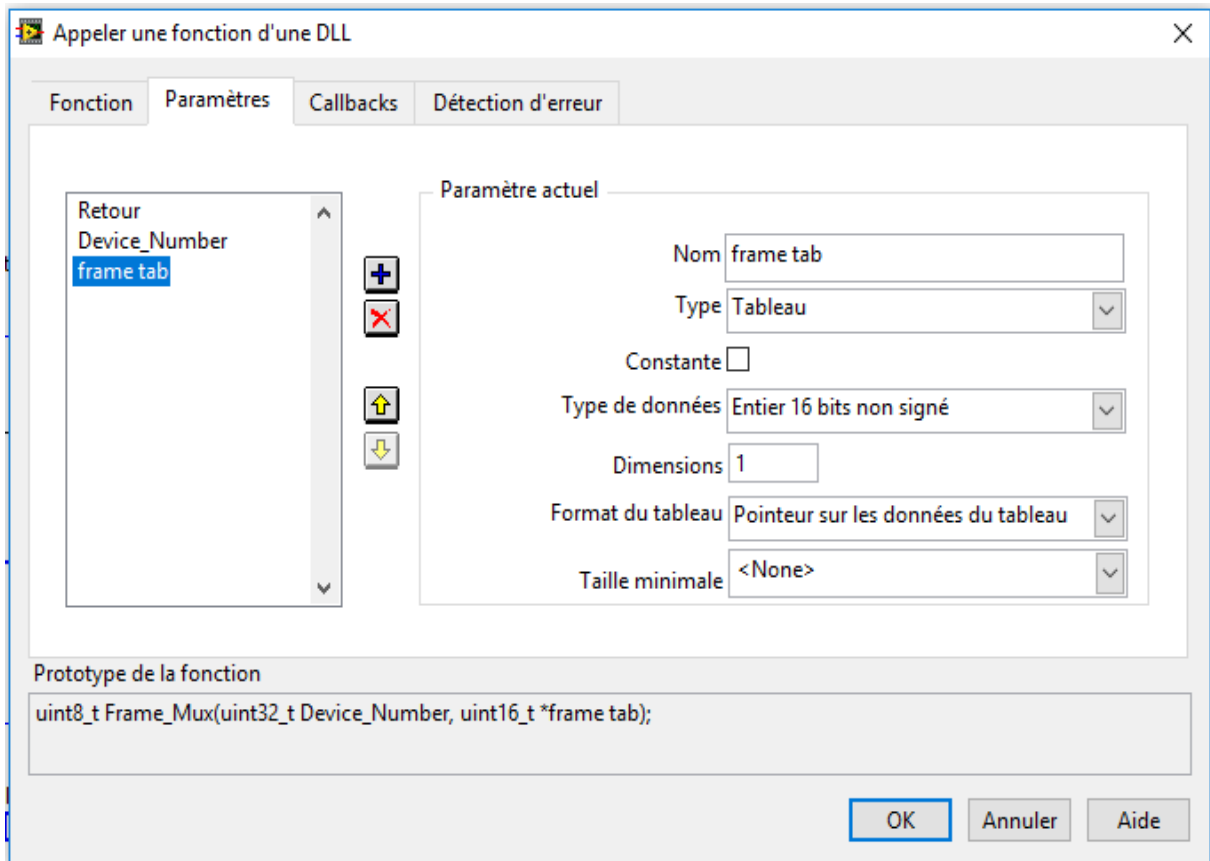 Appeler une fonction d'une DLL
Fonction Paramètres Callbacks Détection d'erreur
Retour
Device_Number
frame tab
Paramètre actuel
Nom frame tab
Type Tableau
Constante
Type de données Entier 16 bits non signé
Dimensions 1
Format du tableau Pointeur sur les données du tableau
Taille minimale <None>
Prototype de la fonction
uint8_t Frame_Mux(uint32_t Device_Number, uint16_t *frame tab);
OK Annuler Aide